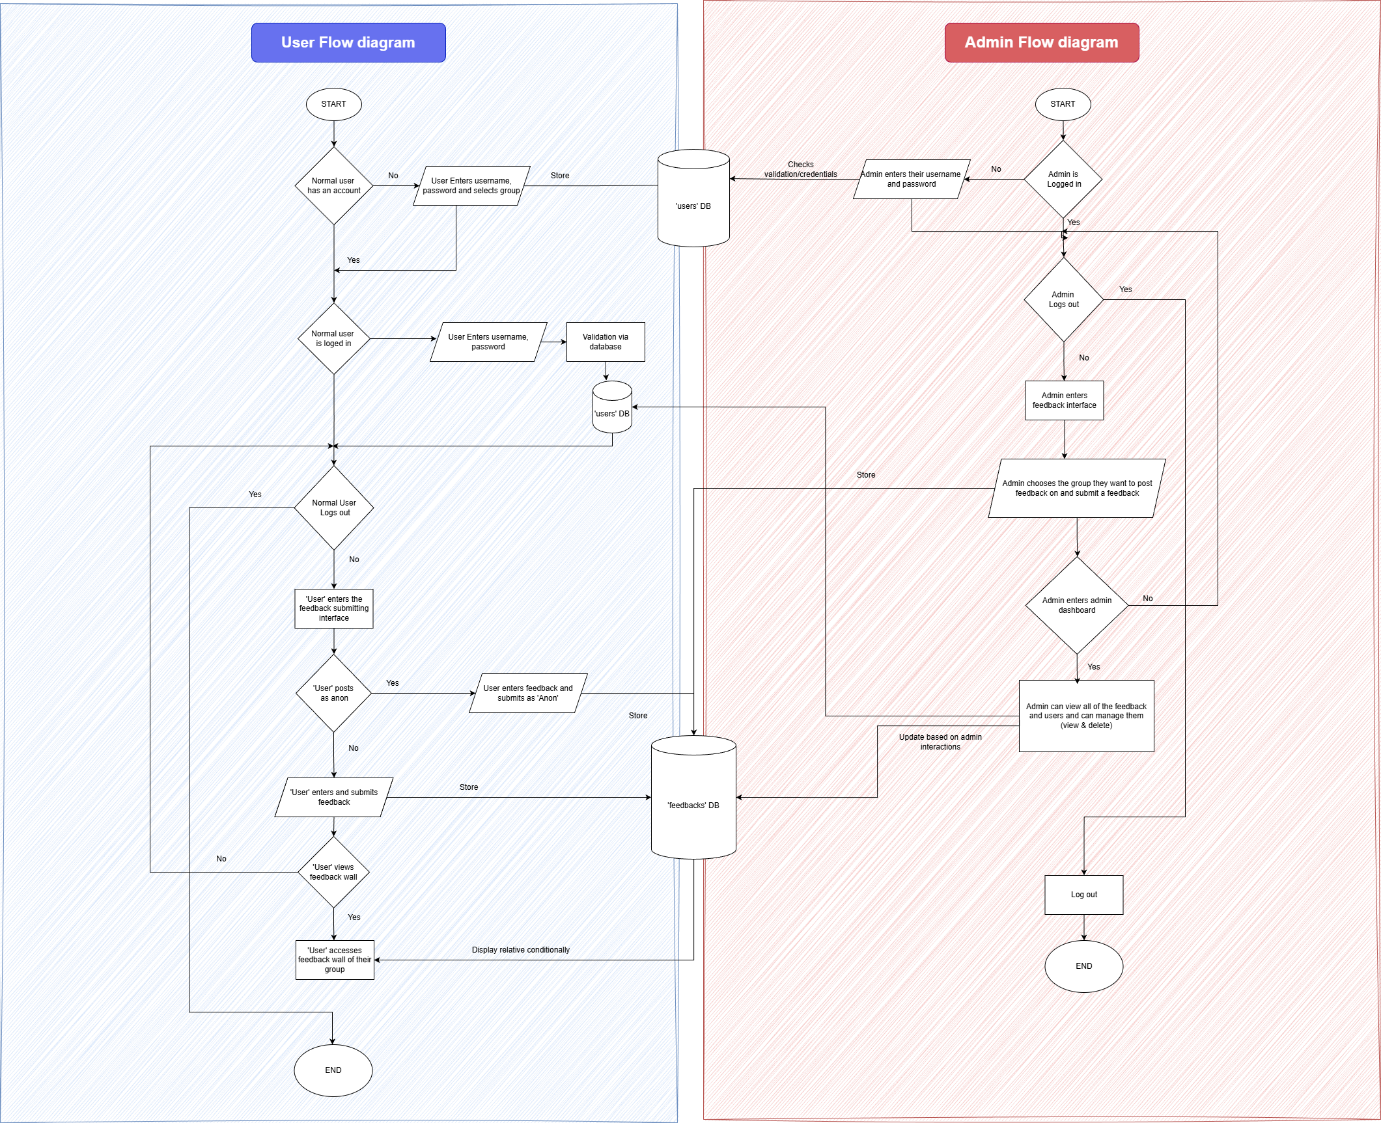 User Flow diagram
START
Normal user
has an account
No
User Enters username,
password and selects group
Store
'users' DB
Yes
Normal user
is loged in
User Enters username,
password
Validation via
database
'users' DB
Normal User
Logs out
Yes
No
'User' enters the
feedback submitting
interface
'User' posts
as anon
Yes
User enters feedback and
submits as 'Anon'
Store
No
'User' enters and submits
feedback
Store
'feedbacks' DB
'User' views
feedback wall
No
Yes
'User' accesses
feedback wall of their
group
Display relative conditionally
END
Admin Flow diagram
START
Admin is
Logged in
No
Admin enters their username
and password
Checks
validation/credentials
Yes
Admin
Logs out
Yes
No
Admin enters
feedback interface
Admin chooses the group they want to post
feedback on and submit a feedback
Store
Admin enters admin
dashboard
No
Yes
Admin can view all of the feedback
and users and can manage them
(view & delete)
Update based on admin
interactions
Log out
END